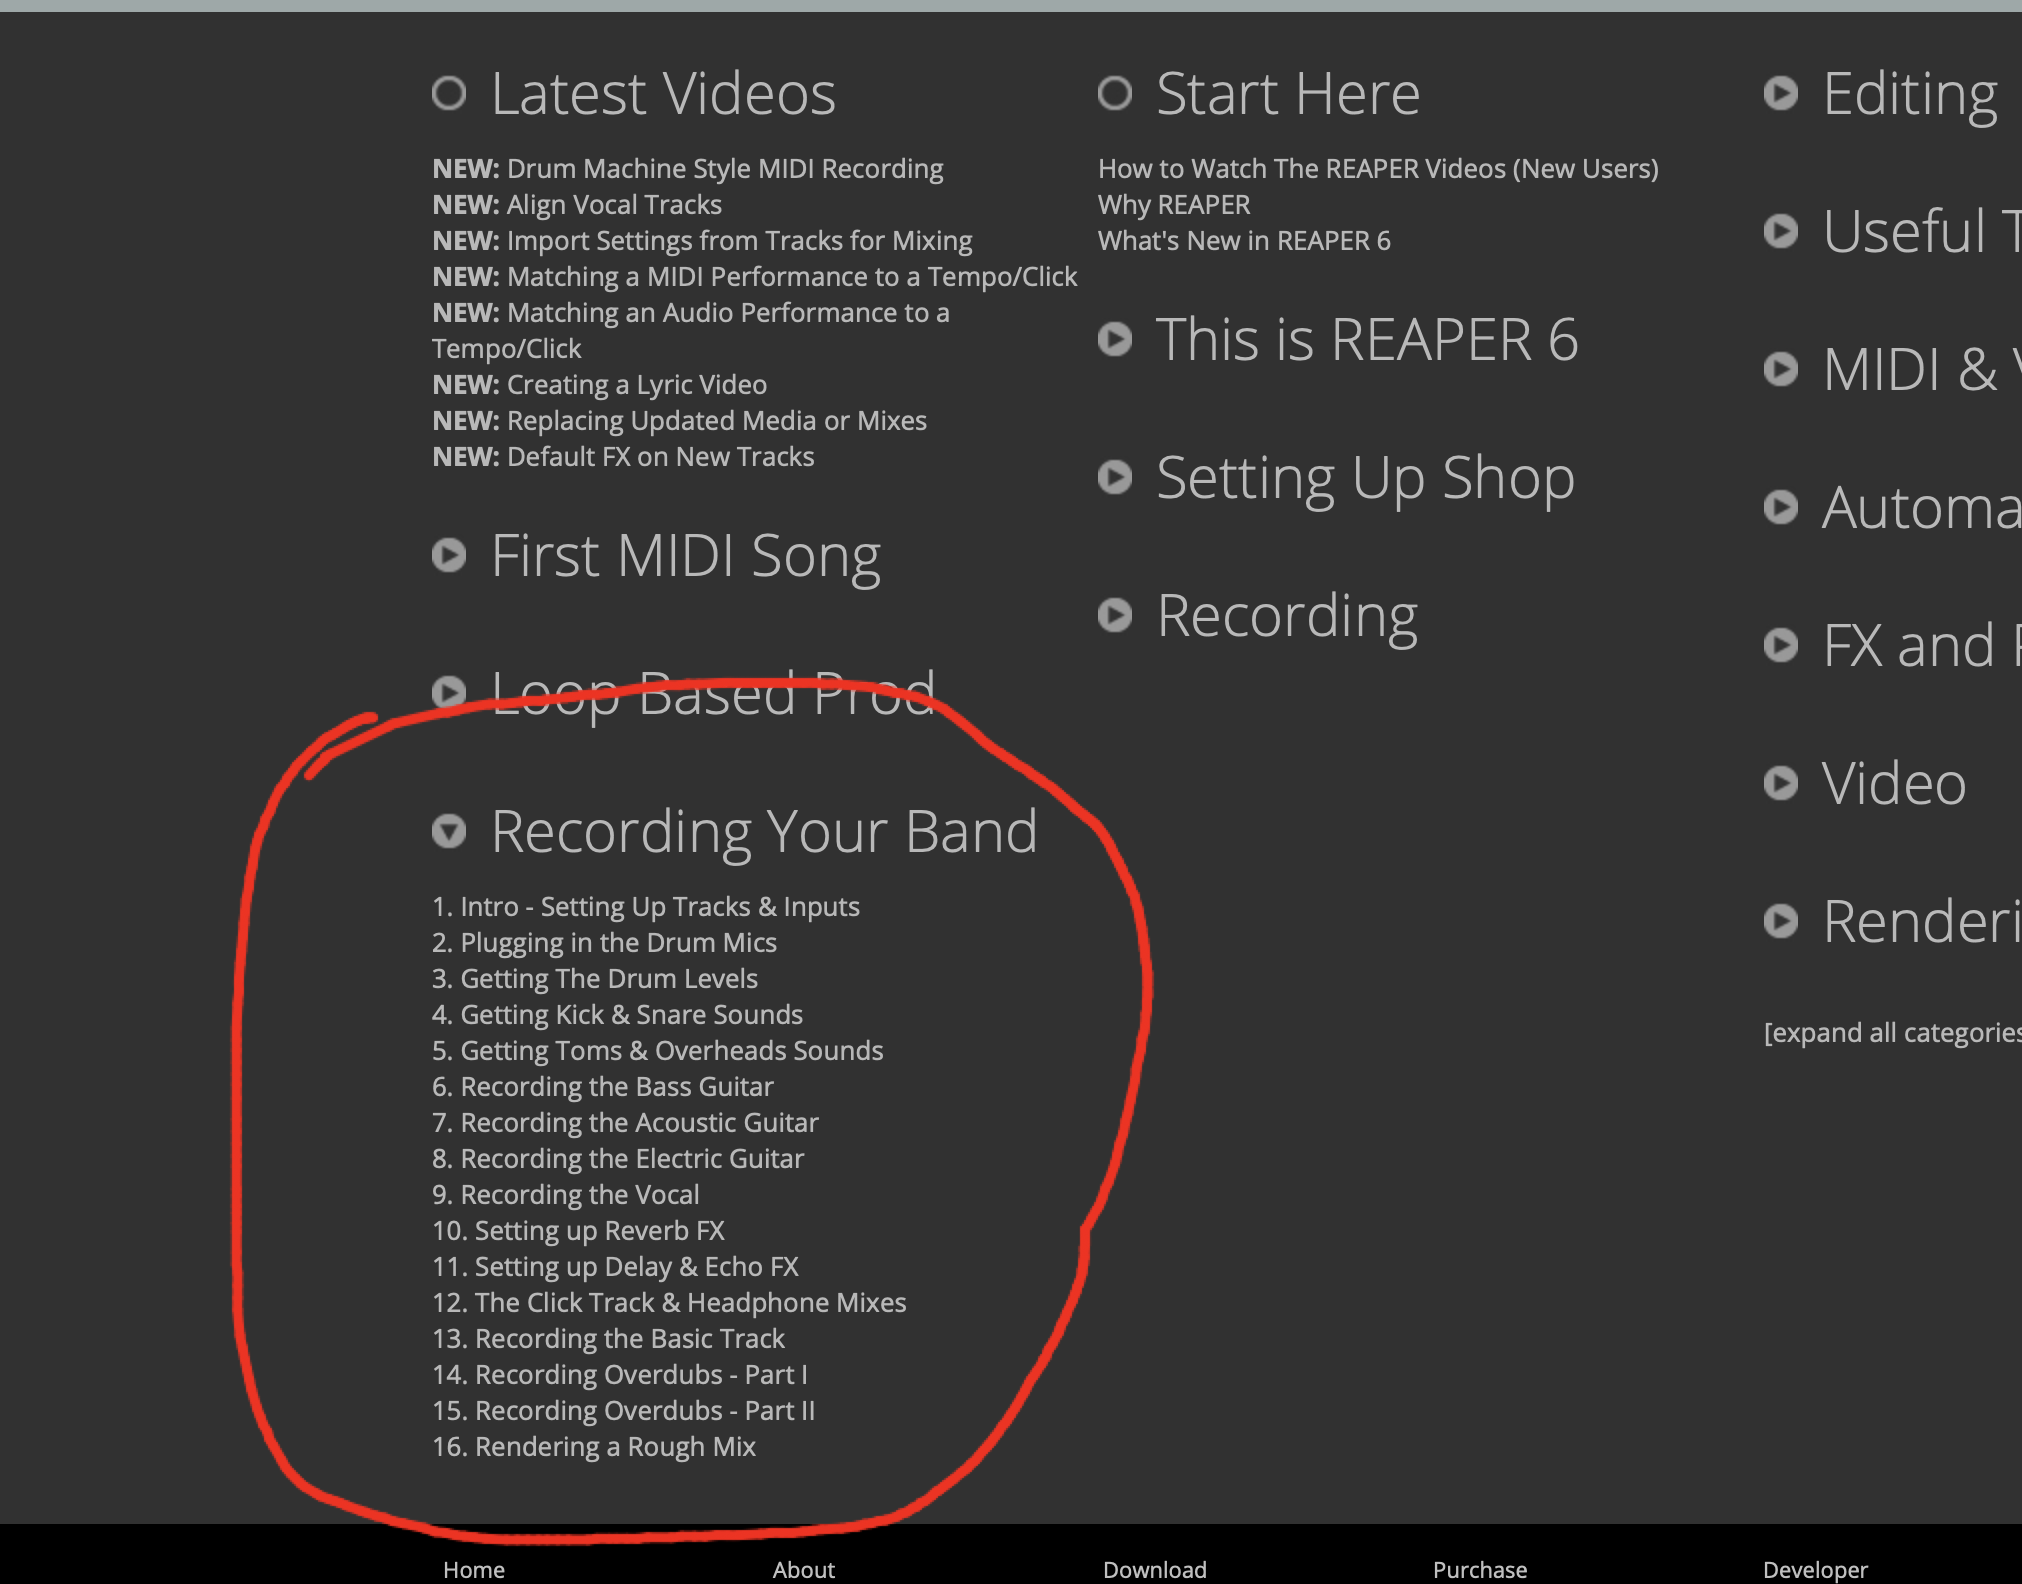 Latest Videos
NEW: Drum Machine Style MIDI Recording
NEW: Align Vocal Tracks
NEW: Import Settings from Tracks for Mixing
NEW: Matching a MIDI Performance to a Tempo/Click
NEW: Matching an Audio Performance to a
Tempo/Click
NEW: Creating a Lyric Video
NEW: Replacing Updated Media or Mixes
NEW: Default FX on New Tracks
First MIDI Song
Loop Based Prod
Recording Your Band
1. Intro - Setting Up Tracks & Inputs
2. Plugging in the Drum Mics
3. Getting The Drum Levels
4. Getting Kick & Snare Sounds
5. Getting Toms & Overheads Sounds
6. Recording the Bass Guitar
7. Recording the Acoustic Guitar
8. Recording the Electric Guitar
9. Recording the Vocal
10. Setting up Reverb FX
11. Setting up Delay & Echo FX
12. The Click Track & Headphone Mixes
13. Recording the Basic Track
14. Recording Overdubs - Part I
15. Recording Overdubs - Part II
16. Rendering a Rough Mix
Start Here
How to Watch The REAPER Videos (New Users)
Why REAPER
What's New in REAPER 6
This is REAPER 6
Setting Up Shop
Recording
Editing
Useful
MIDI &
Automa
FX and
Video
Renderi
[expand all categories
Home
About
Download
Purchase
Developer